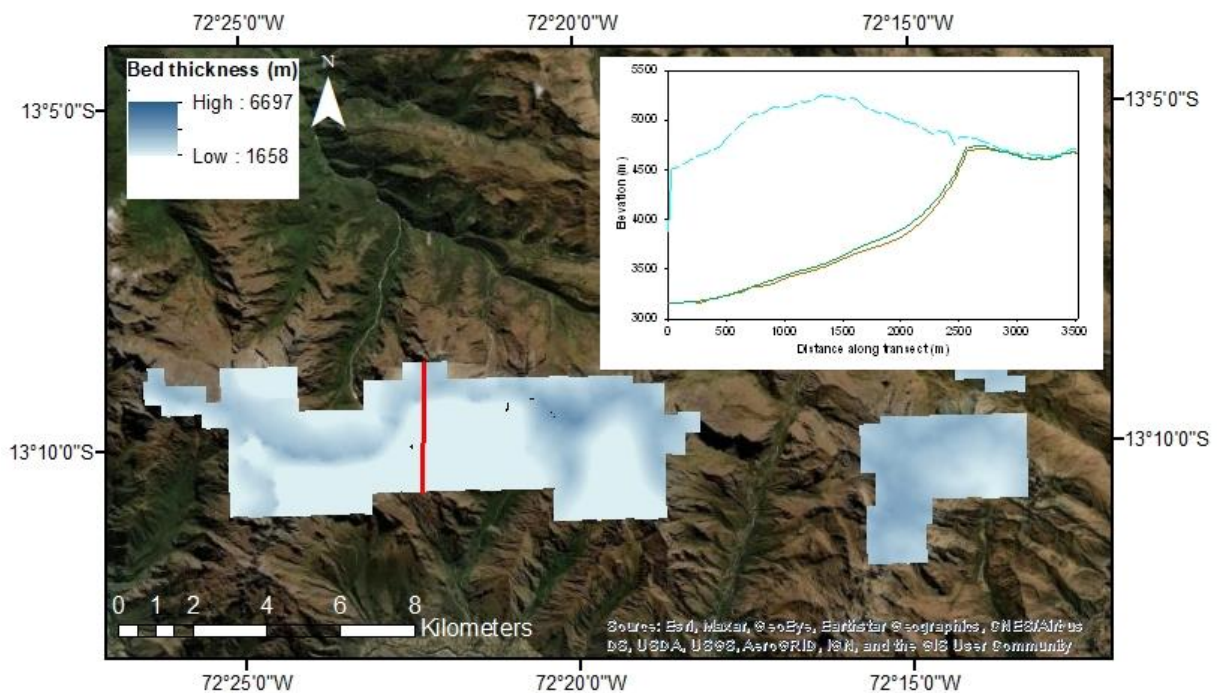 72°25'0"W 72°20'0"W 72°15'0"W
Bed thickness (m)
High : 6697
Low : 1658
N
13°5'0"S
13°5'0"S
5500
5000
4500
4000
3500
3000
Elevation (m)
0 500 1000 1500 2000 2500 3000 3500
Distance along transect (m)
13°10'0"S
13°10'0"S
0 1 2 4 6 8
Kilometers
Source: Esri, Maxar, GeoEye, Earthstar Geographics, CNES/Airbus
DS, USDA, USGS, AeroGRID, IGN, and the GIS User Community
72°25'0"W 72°20'0"W 72°15'0"W